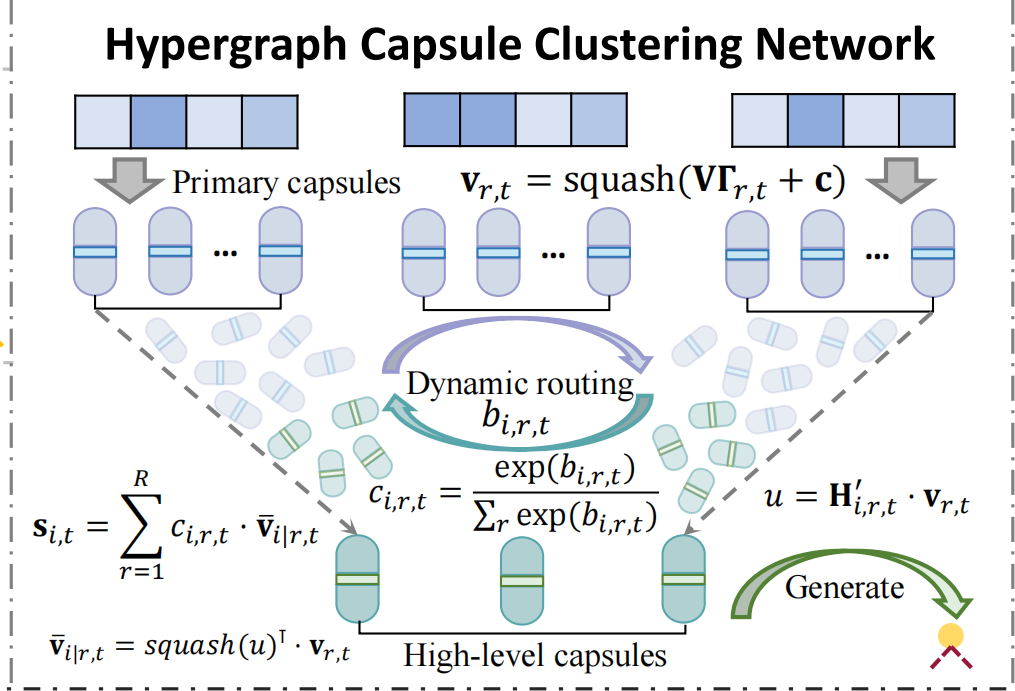 Hypergraph Capsule Clustering Network
Primary capsules
𝐯_{r,t} = squash(𝐕𝚪_{r,t} + 𝐜)
...
...
...
Dynamic routing
b_{i,r,t}
c_{i,r,t} = exp(b_{i,r,t}) / ∑_r exp(b_{i,r,t})
u = 𝐇′_{i,r,t} · 𝐯_{r,t}
𝐬_{i,t} = ∑_{r=1}^{R} c_{i,r,t} · 𝐯̄_{i|r,t}
Generate
𝐯̄_{i|r,t} = squash(u)^⊺ · 𝐯_{r,t}
High-level capsules